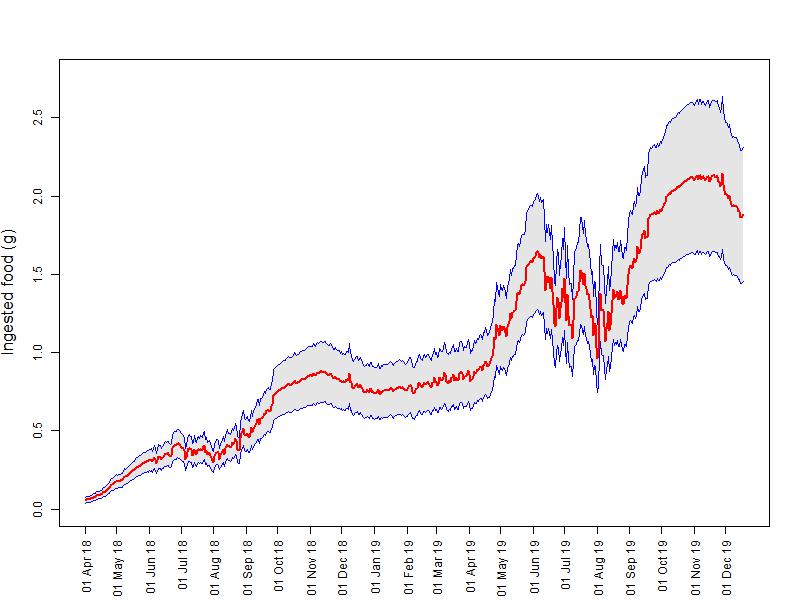 Ingested food (g)
2.5
2.0
1.5
1.0
0.5
0.0
01 Apr 18
01 May 18
01 Jun 18
01 Jul 18
01 Aug 18
01 Sep 18
01 Oct 18
01 Nov 18
01 Dec 18
01 Jan 19
01 Feb 19
01 Mar 19
01 Apr 19
01 May 19
01 Jun 19
01 Jul 19
01 Aug 19
01 Sep 19
01 Oct 19
01 Nov 19
01 Dec 19